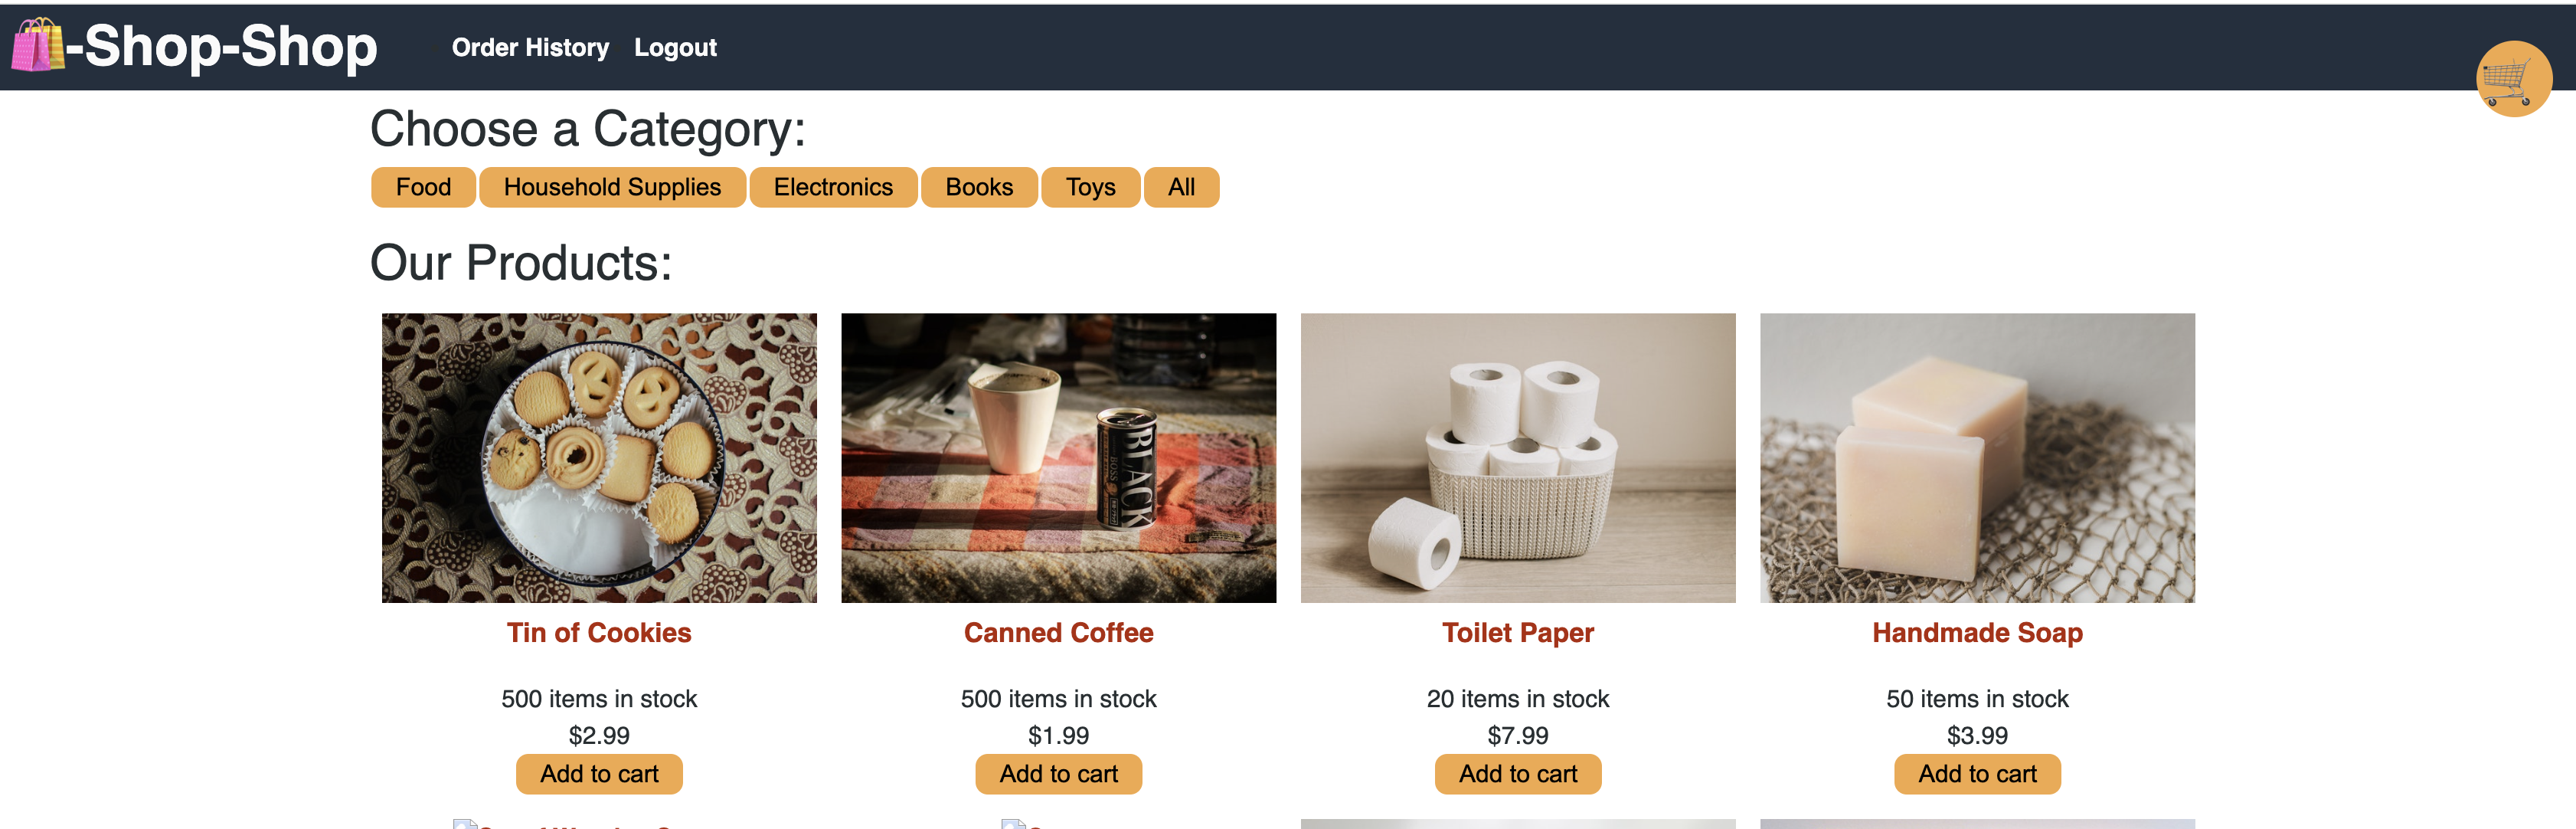 -Shop-Shop
Order History Logout
Choose a Category:
Food Household Supplies Electronics Books Toys All
Our Products:
BOSS BLACK
Tin of Cookies Canned Coffee Toilet Paper Handmade Soap
500 items in stock 500 items in stock 20 items in stock 50 items in stock
$2.99 $1.99 $7.99 $3.99
Add to cart Add to cart Add to cart Add to cart